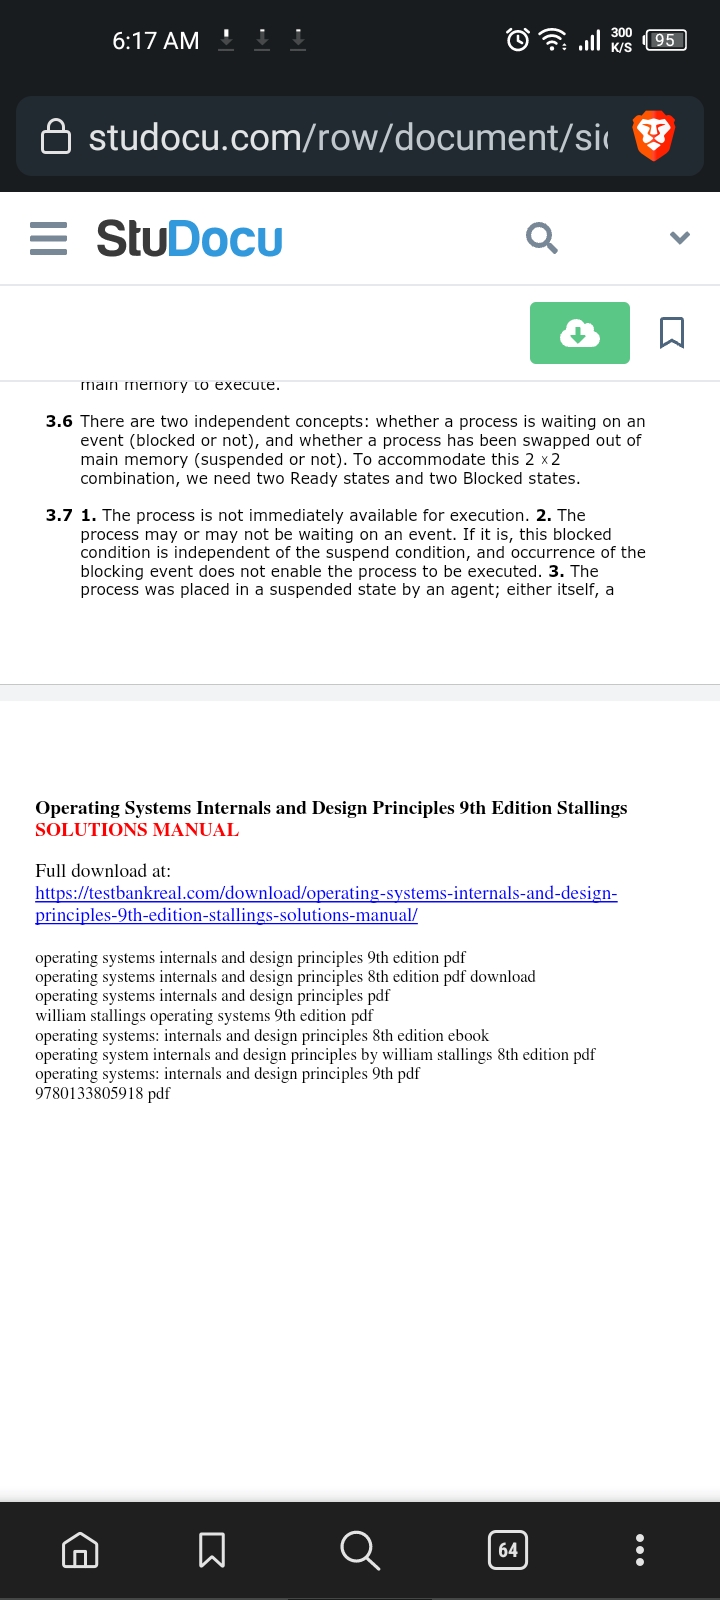 6:17 AM
300
K/S
95
studocu.com/row/document/si
StuDocu
main memory to execute.
3.6 There are two independent concepts: whether a process is waiting on an
event (blocked or not), and whether a process has been swapped out of
main memory (suspended or not). To accommodate this 2 × 2
combination, we need two Ready states and two Blocked states.
3.7 1. The process is not immediately available for execution. 2. The
process may or may not be waiting on an event. If it is, this blocked
condition is independent of the suspend condition, and occurrence of the
blocking event does not enable the process to be executed. 3. The
process was placed in a suspended state by an agent; either itself, a
Operating Systems Internals and Design Principles 9th Edition Stallings
SOLUTIONS MANUAL
Full download at:
https://testbankreal.com/download/operating-systems-internals-and-design-
principles-9th-edition-stallings-solutions-manual/
operating systems internals and design principles 9th edition pdf
operating systems internals and design principles 8th edition pdf download
operating systems internals and design principles pdf
william stallings operating systems 9th edition pdf
operating systems: internals and design principles 8th edition ebook
operating system internals and design principles by william stallings 8th edition pdf
operating systems: internals and design principles 9th pdf
9780133805918 pdf
64